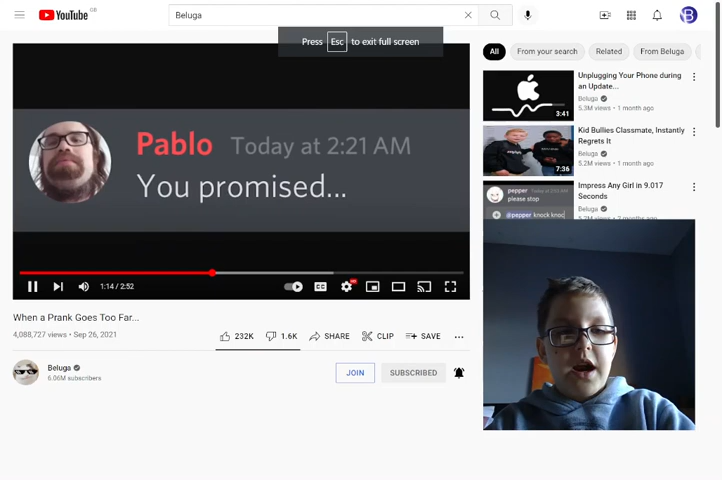 YouTube GB
Beluga
Press Esc to exit full screen
Pablo Today at 2:21 AM
You promised...
1:14 / 2:52
When a Prank Goes Too Far...
4,088,727 views • Sep 26, 2021
232K
1.6K
SHARE
CLIP
SAVE
Beluga
6.06M subscribers
JOIN
SUBSCRIBED
All
From your search
Related
From Beluga
3:41
Unplugging Your Phone during
an Update...
Beluga
5.3M views • 1 month ago
7:36
Kid Bullies Classmate, Instantly
Regrets It
Beluga
5.2M views • 1 month ago
pepper
please stop
@pepper knock knoc
Impress Any Girl in 9.017
Seconds
Beluga